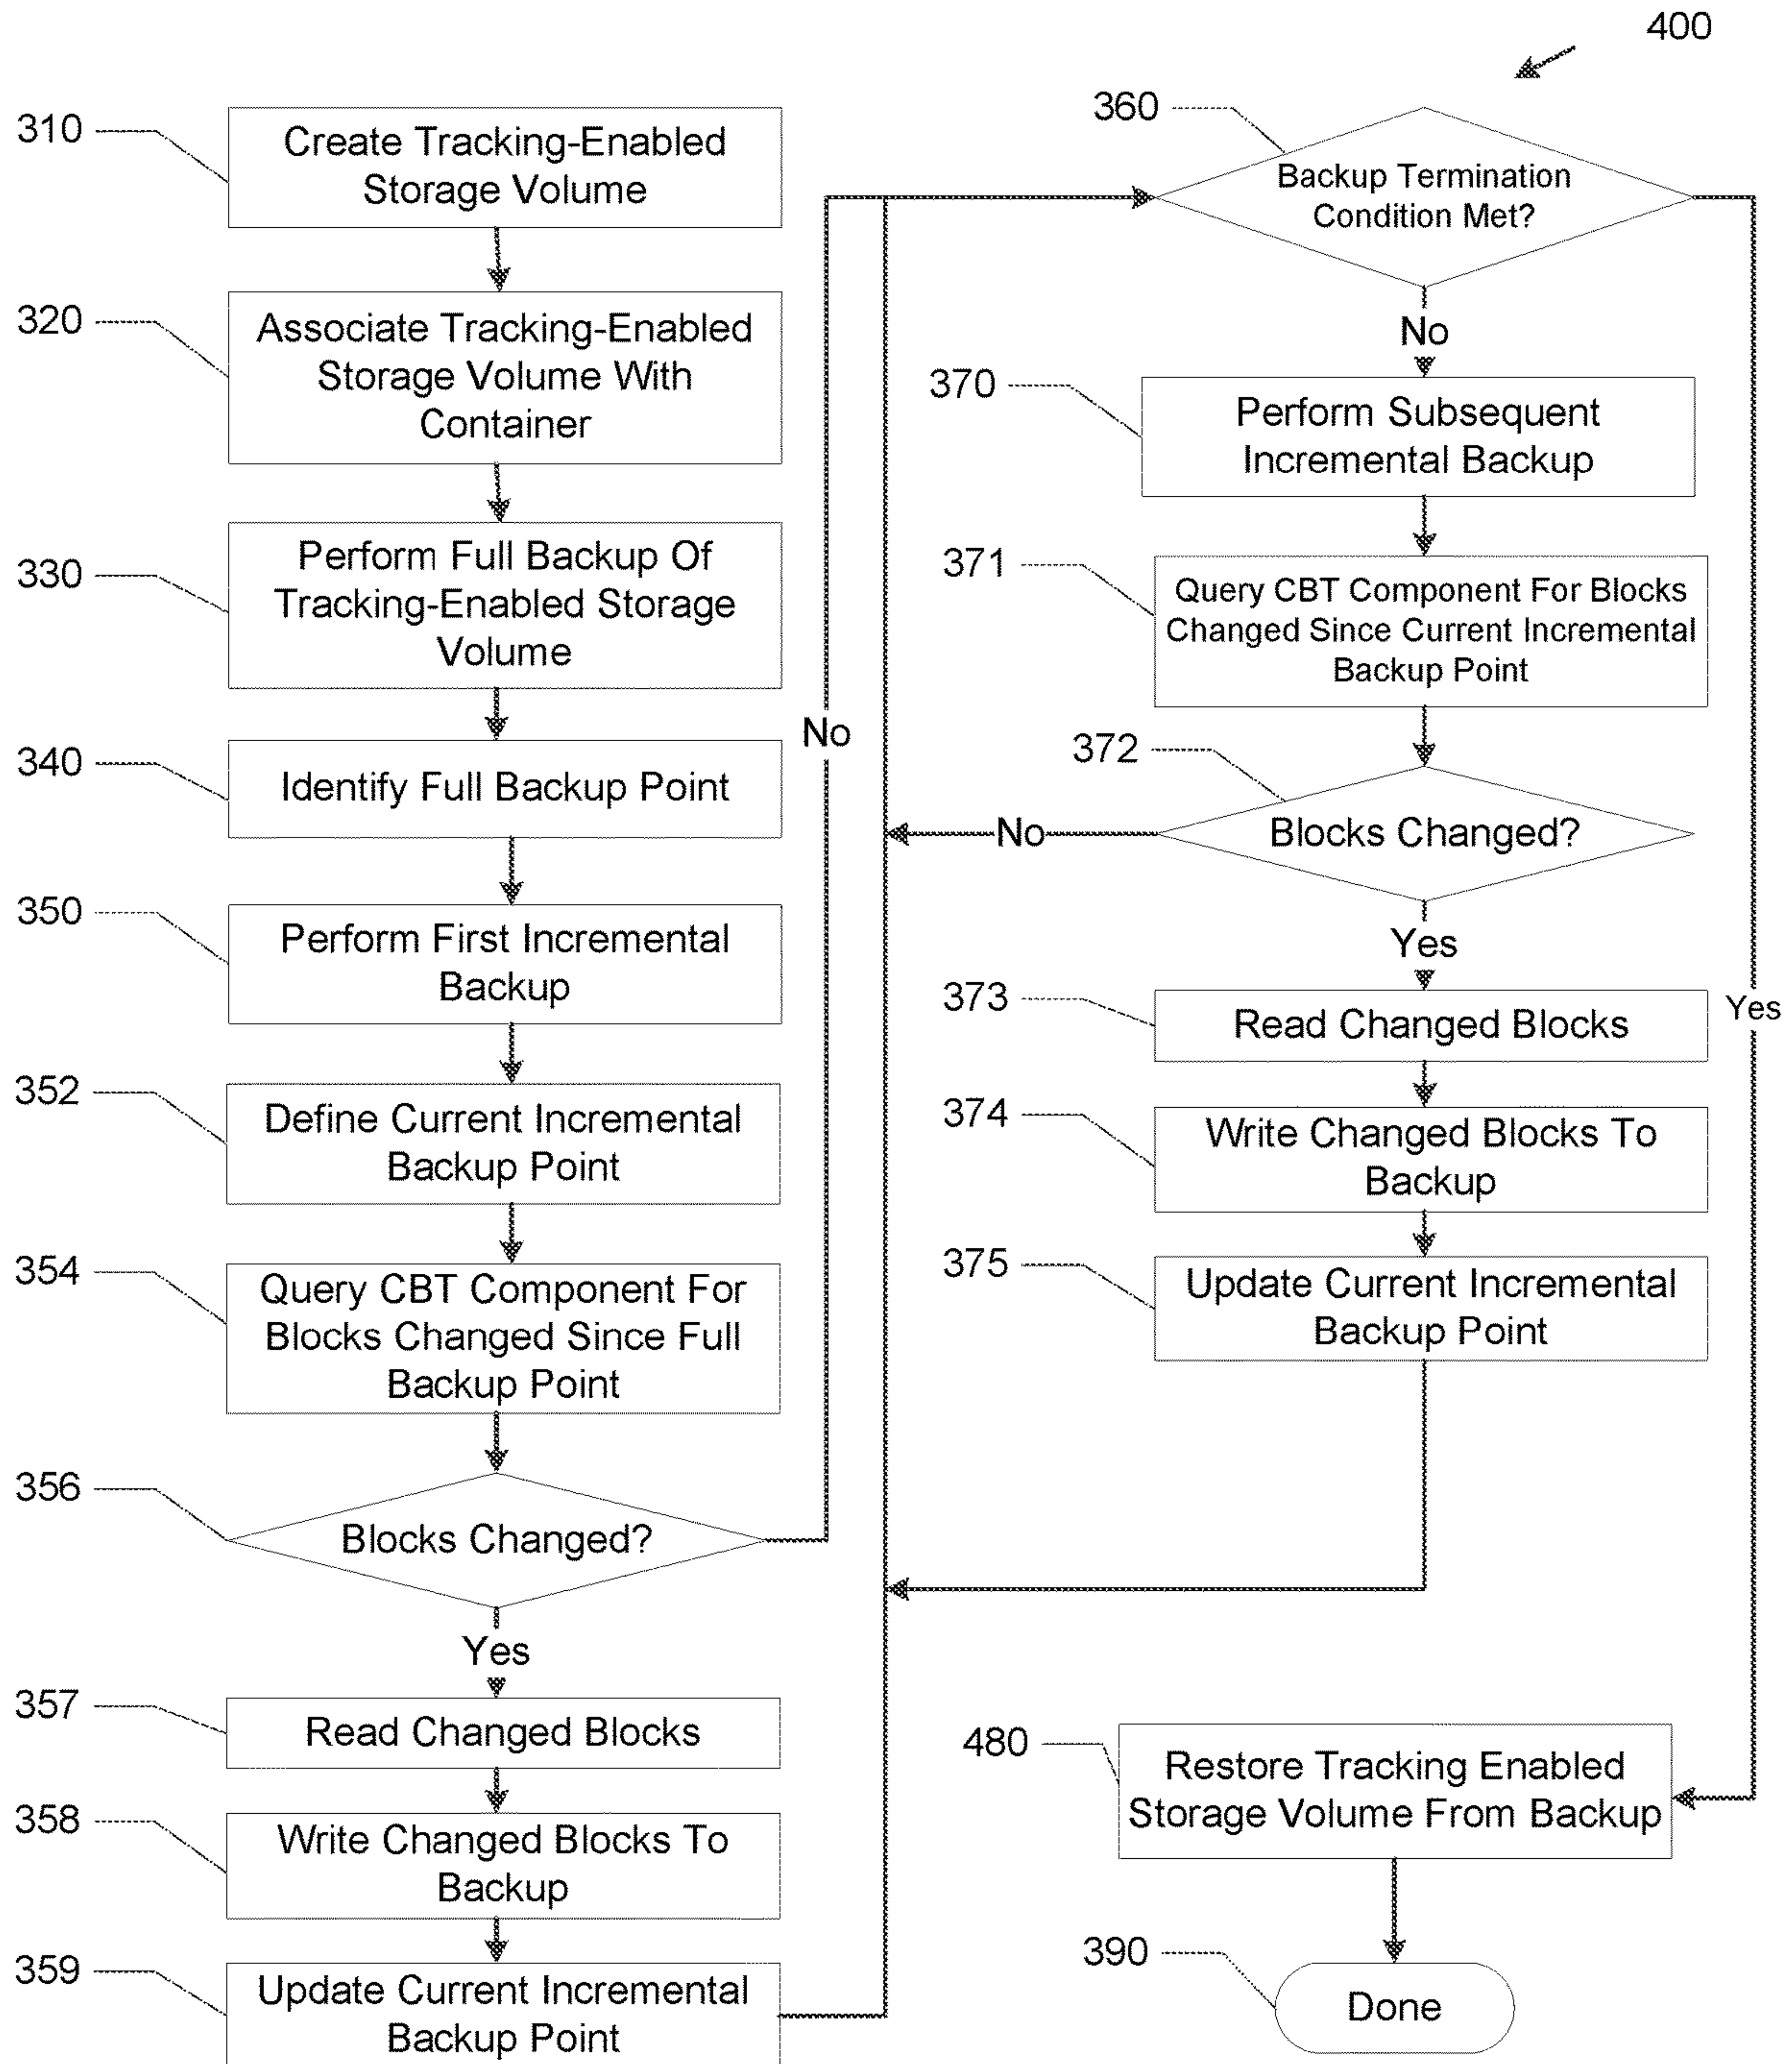 400
310
Create Tracking-Enabled
Storage Volume
320
Associate Tracking-Enabled
Storage Volume With
Container
330
Perform Full Backup Of
Tracking-Enabled Storage
Volume
340
Identify Full Backup Point
350
Perform First Incremental
Backup
352
Define Current Incremental
Backup Point
354
Query CBT Component For
Blocks Changed Since Full
Backup Point
356
Blocks Changed?
No
Yes
357
Read Changed Blocks
358
Write Changed Blocks To
Backup
359
Update Current Incremental
Backup Point
360
Backup Termination
Condition Met?
No
Yes
370
Perform Subsequent
Incremental Backup
371
Query CBT Component For Blocks
Changed Since Current Incremental
Backup Point
372
Blocks Changed?
No
Yes
373
Read Changed Blocks
374
Write Changed Blocks To
Backup
375
Update Current Incremental
Backup Point
480
Restore Tracking Enabled
Storage Volume From Backup
390
Done